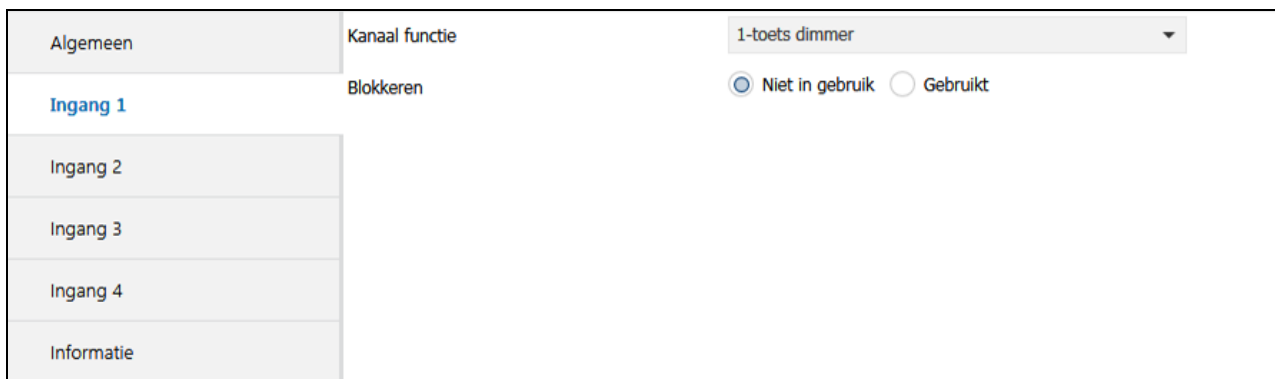 Algemeen
Ingang 1
Ingang 2
Ingang 3
Ingang 4
Informatie
Kanaal functie 1-toets dimmer
Blokkeren Niet in gebruik Gebruikt